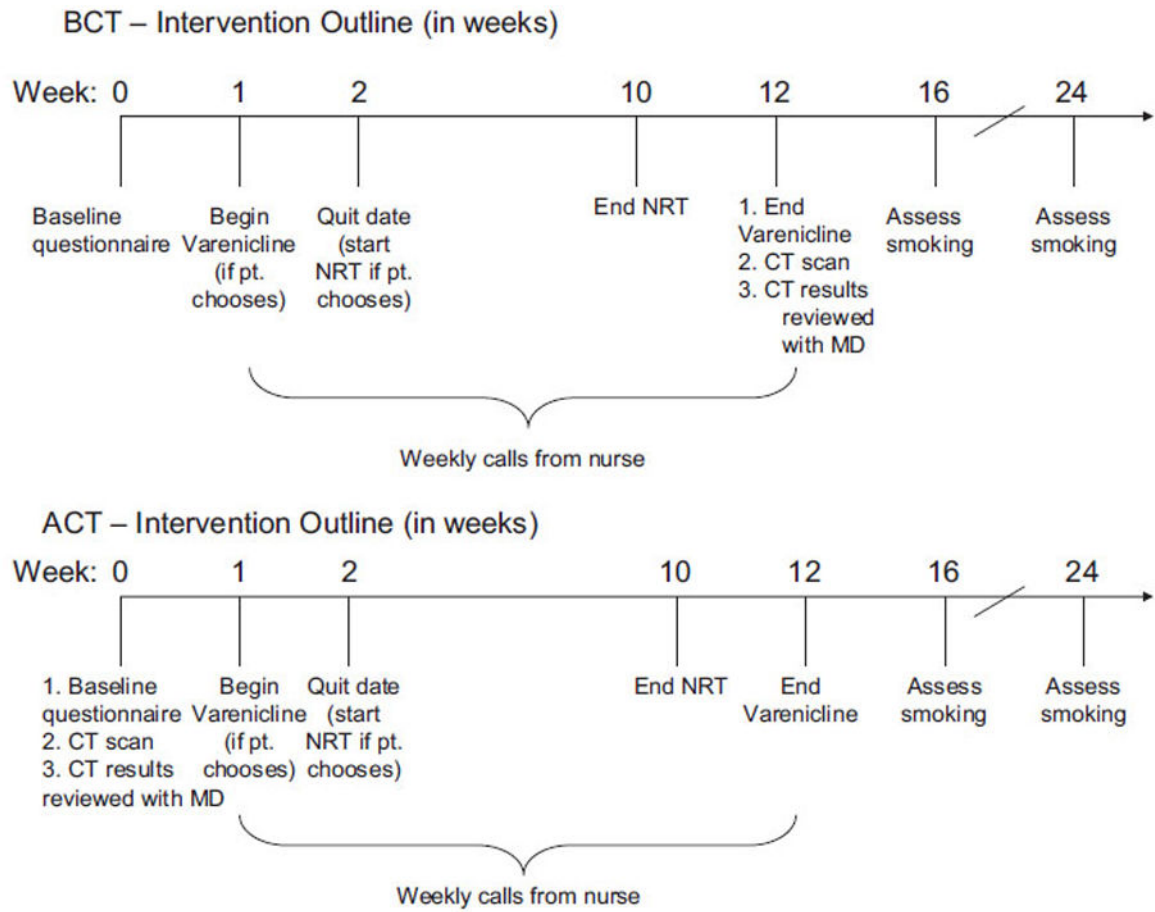 BCT – Intervention Outline (in weeks)
Week: 0 1 2 10 12 16 24
Baseline
questionnaire
Begin
Varenicline
(if pt.
chooses)
Quit date
(start
NRT if pt.
chooses)
End NRT
1. End
Varenicline
2. CT scan
3. CT results
reviewed
with MD
Assess
smoking
Assess
smoking
Weekly calls from nurse
ACT – Intervention Outline (in weeks)
Week: 0 1 2 10 12 16 24
1. Baseline
questionnaire
2. CT scan
3. CT results
reviewed with MD
Begin
Varenicline
(if pt.
chooses)
Quit date
(start
NRT if pt.
chooses)
End NRT
End
Varenicline
Assess
smoking
Assess
smoking
Weekly calls from nurse